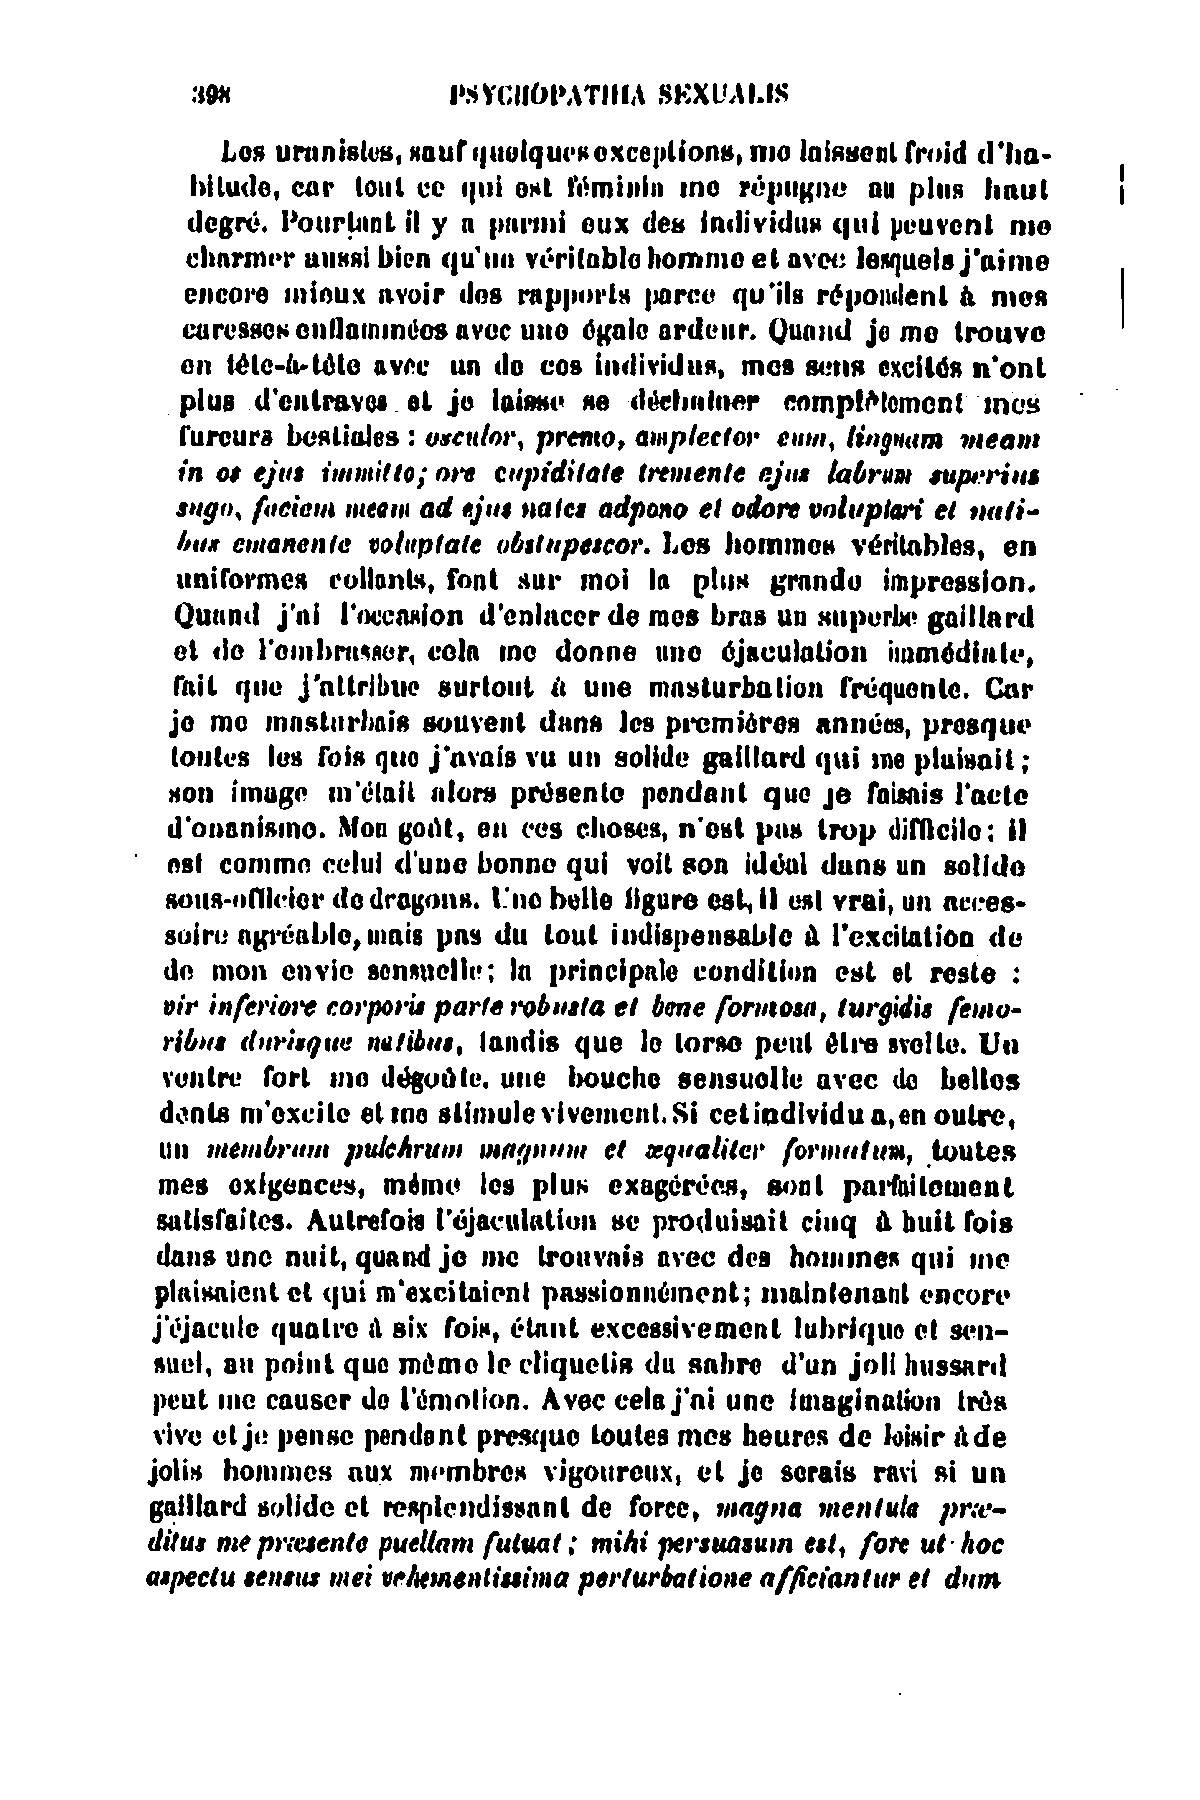 398 PSYCHOPATHIA SEXUALIS
Les uranistes, sauf quelques exceptions, me laissent froid d'ha-
bitude, car tout ce qui est féminin me répugne au plus haut
degré. Pourtant il y a parmi eux des individus qui peuvent me
charmer aussi bien qu'un véritable homme et avec lesquels j'aime
encore mieux avoir des rapports parce qu'ils répondent à mes
caresses enflammées avec une égale ardeur. Quand je me trouve
en tête-à-tête avec un de ces individus, mes sens excités n'ont
plus d'entraves et je laisse se déchaîner complètement mes
fureurs bestiales : osculor, premo, amplector eum, linguam meam
in os ejus immitto; ore cupiditate tremente ejus labrum superius
sugo, faciem meam ad ejus nates adpono et odore voluptari et nati-
bus emanente voluptate obstupescor. Les hommes véritables, en
uniformes collants, font sur moi la plus grande impression.
Quand j'ai l'occasion d'enlacer de mes bras un superbe gaillard
et de l'embrasser, cela me donne une éjaculation immédiate,
fait que j'attribue surtout à une masturbation fréquente. Car
je me masturbais souvent dans les premières années, presque
toutes les fois que j'avais vu un solide gaillard qui me plaisait ;
son image m'était alors présente pendant que je faisais l'acte
d'onanisme. Mon goût, en ces choses, n'est pas trop difficile; il
est comme celui d'une bonne qui voit son idéal dans un solide
sous-officier de dragons. Une belle figure est, il est vrai, un acces-
soire agréable, mais pas du tout indispensable à l'excitation de
de mon envie sensuelle; la principale condition est et reste :
vir inferiore corporis parte robusta et bene formosa, turgidis femo-
ribus durisque natibus, tandis que le torse peut être svelte. Un
ventre fort me dégoûte, une bouche sensuelle avec de belles
dents m'excite et me stimule vivement. Si cet individu a, en outre,
un membrum pulchrum magnum et æqualiter formatum, toutes
mes exigences, même les plus exagérées, sont parfaitement
satisfaites. Autrefois l'éjaculation se produisait cinq à huit fois
dans une nuit, quand je me trouvais avec des hommes qui me
plaisaient et qui m'excitaient passionnément; maintenant encore
j'éjacule quatre à six fois, étant excessivement lubrique et sen-
suel, au point que même le cliquetis du sabre d'un joli hussard
peut me causer de l'émotion. Avec cela j'ai une imagination très
vive et je pense pendant presque toutes mes heures de loisir à de
jolis hommes aux membres vigoureux, et je serais ravi si un
gaillard solide et resplendissant de force, magna mentula præ-
ditus me præsente puellam futuat ; mihi persuasum est, fore ut hoc
aspectu sensus mei vehementissima perturbatione afficiantur et dum